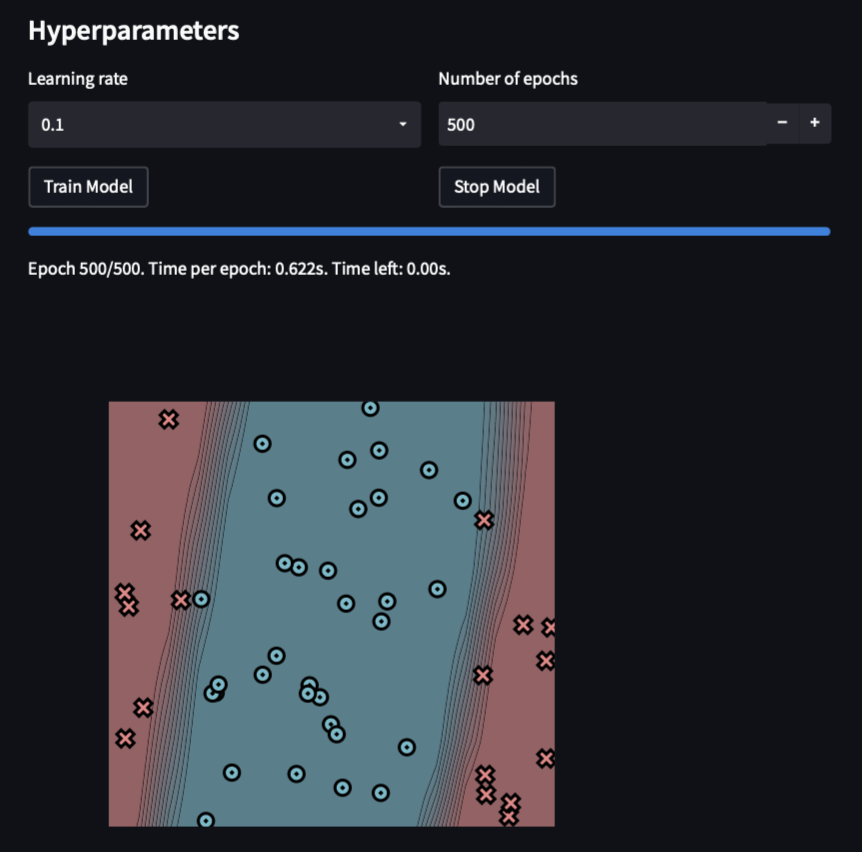 Hyperparameters
Learning rate
Number of epochs
0.1
500
Train Model
Stop Model
Epoch 500/500. Time per epoch: 0.622s. Time left: 0.00s.